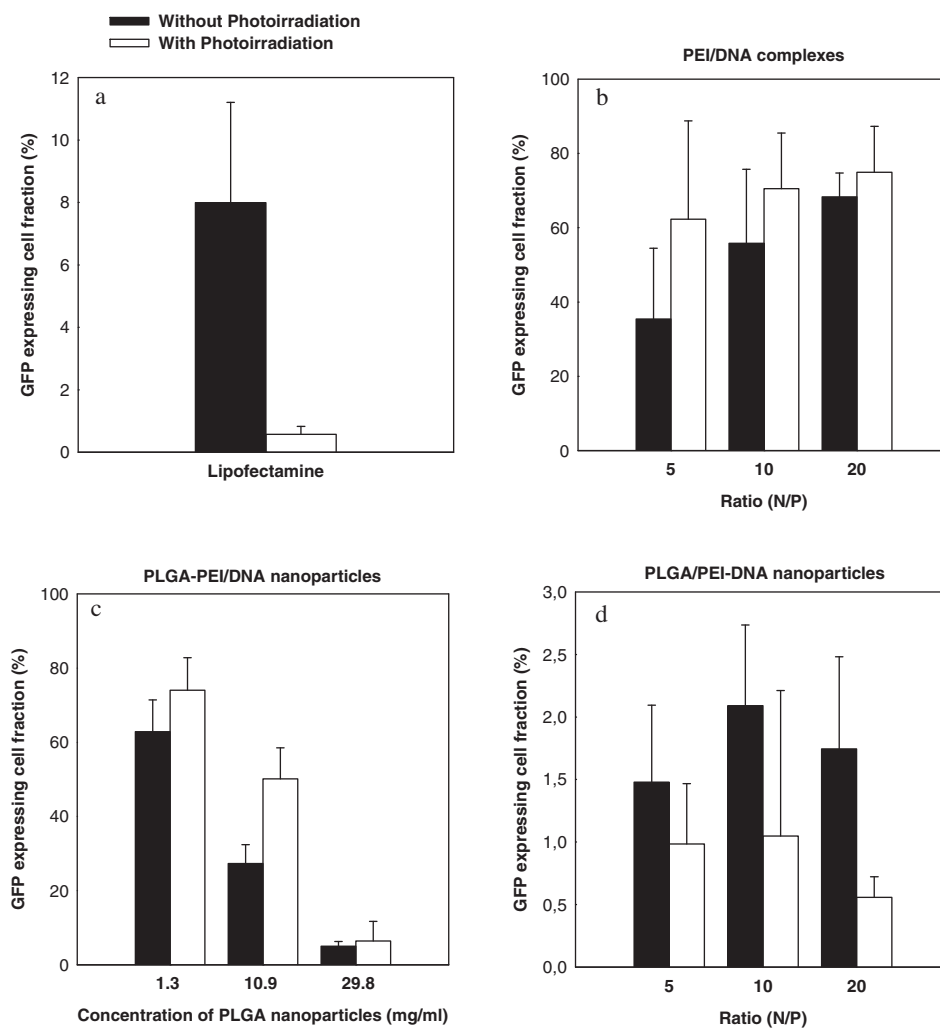 Without Photoirradiation
With Photoirradiation
a
GFP expressing cell fraction (%)
12
10
8
6
4
2
0
Lipofectamine
PEI/DNA complexes
b
GFP expressing cell fraction (%)
100
80
60
40
20
0
5 10 20
Ratio (N/P)
PLGA-PEI/DNA nanoparticles
c
GFP expressing cell fraction (%)
100
80
60
40
20
0
1.3 10.9 29.8
Concentration of PLGA nanoparticles (mg/ml)
PLGA/PEI-DNA nanoparticles
d
GFP expressing cell fraction (%)
3,0
2,5
2,0
1,5
1,0
0,5
0,0
5 10 20
Ratio (N/P)